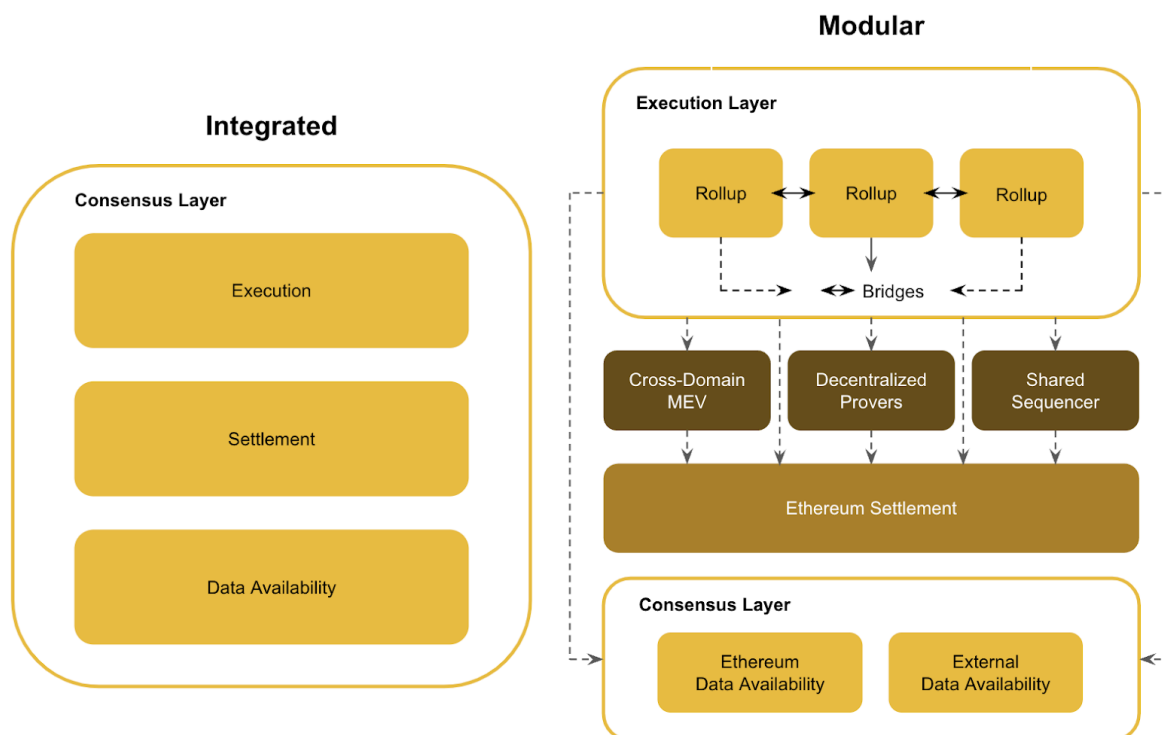 Integrated
Consensus Layer
Execution
Settlement
Data Availability
Modular
Execution Layer
Rollup
Rollup
Rollup
Bridges
Cross-Domain
MEV
Decentralized
Provers
Shared
Sequencer
Ethereum Settlement
Consensus Layer
Ethereum
Data Availability
External
Data Availability